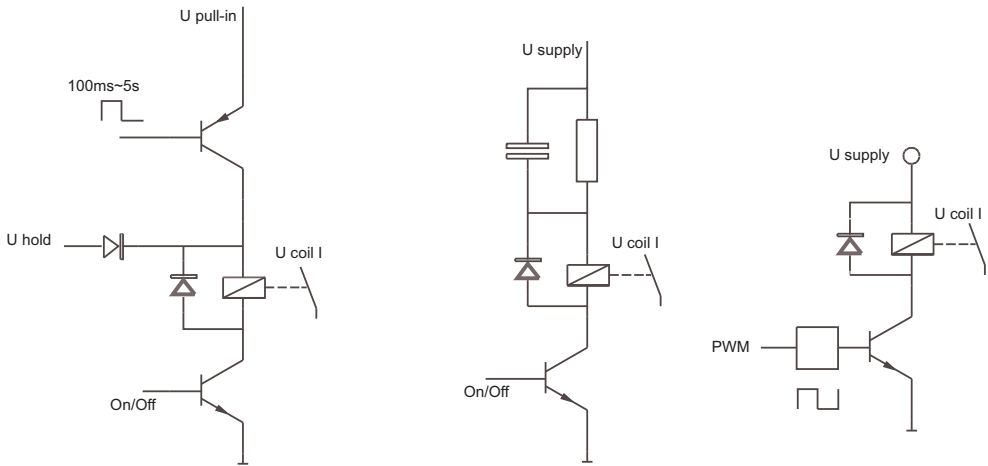 U pull-in
100ms~5s
U hold
U coil I
On/Off
U supply
U coil I
On/Off
U supply
U coil I
PWM